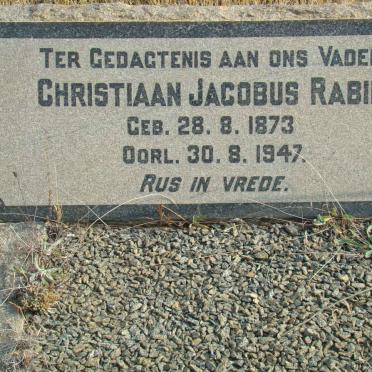 Ter Gedagtenis aan ons Vader
Christiaan Jacobus
Geb. 28. 8. 1873
Oorl. 30. 8. 1947.
Rus in vrede.